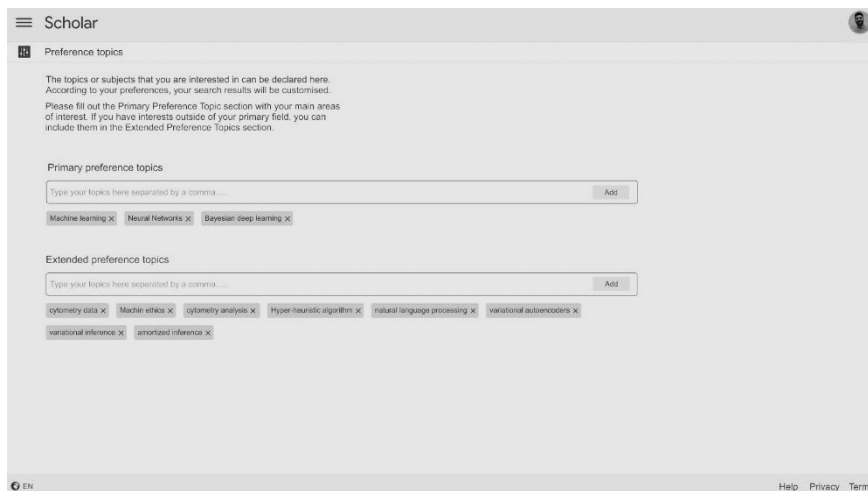 Scholar
Preference topics
The topics or subjects that you are interested in can be declared here.
According to your preferences, your search results will be customised.
Please fill out the Primary Preference Topic section with your main areas
of interest. If you have interests outside of your primary field, you can
include them in the Extended Preference Topics section.
Primary preference topics
Type your topics here separated by a comma..... Add
Machine learning × Neural Networks × Bayesian deep learning ×
Extended preference topics
Type your topics here separated by a comma..... Add
cytometry data × Machin ethics × cytometry analysis × Hyper-heuristic algorithm × natural language processing × variational autoencoders ×
variational inference × amortized inference ×
EN Help Privacy Term